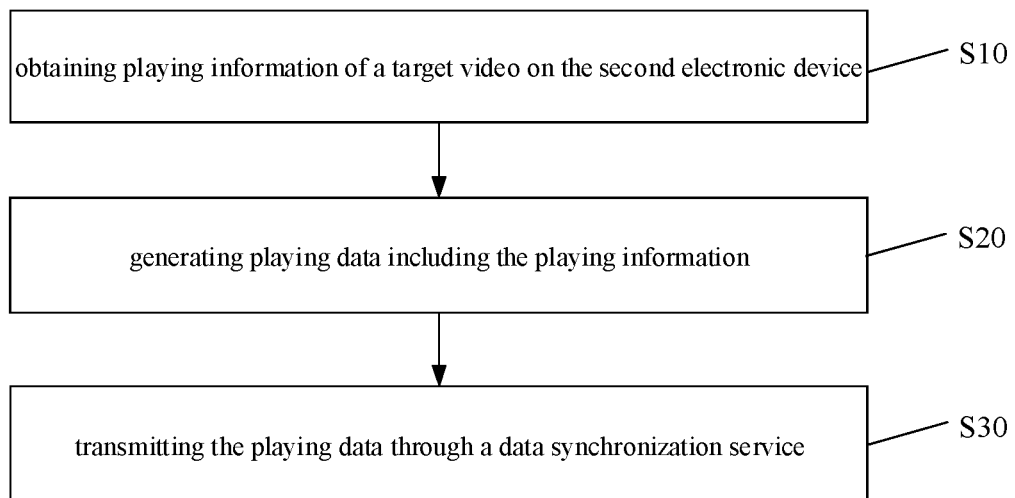 obtaining playing information of a target video on the second electronic device
S10
generating playing data including the playing information
S20
transmitting the playing data through a data synchronization service
S30